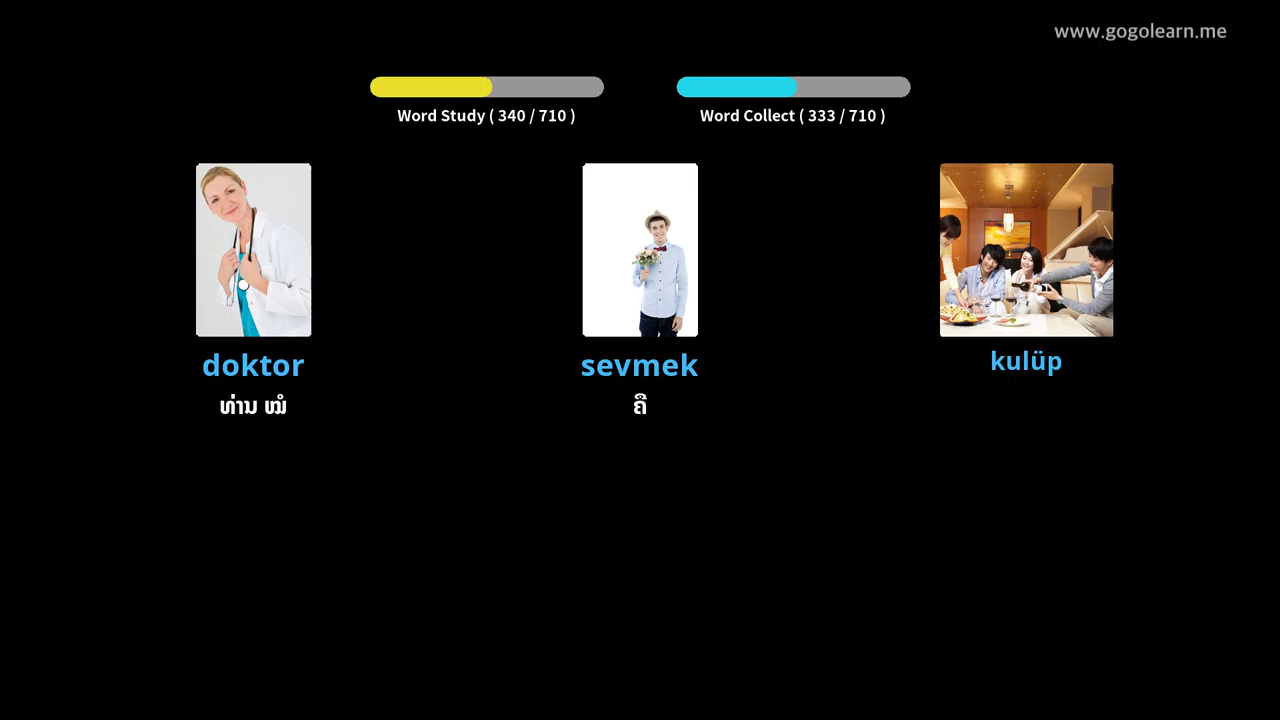 www.gogolearn.me
Word Study ( 340 / 710 )
Word Collect ( 333 / 710 )
doktor
sevmek
kulüp
ທ່ານ ໝໍ
ຄື